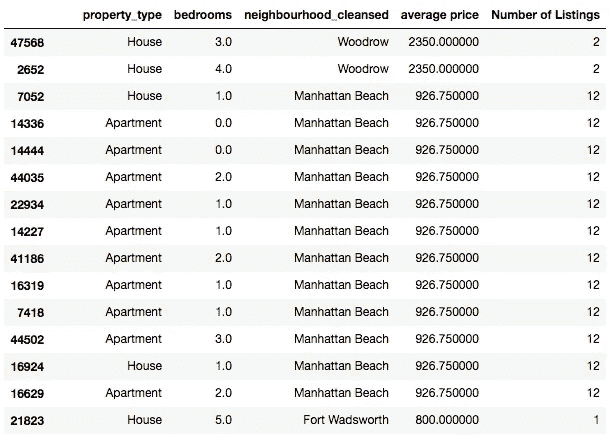 property_type bedrooms neighbourhood_cleansed average price Number of Listings
47568 House 3.0 Woodrow 2350.000000 2
2652 House 4.0 Woodrow 2350.000000 2
7052 House 1.0 Manhattan Beach 926.750000 12
14336 Apartment 0.0 Manhattan Beach 926.750000 12
14444 Apartment 0.0 Manhattan Beach 926.750000 12
44035 Apartment 2.0 Manhattan Beach 926.750000 12
22934 Apartment 1.0 Manhattan Beach 926.750000 12
14227 Apartment 1.0 Manhattan Beach 926.750000 12
41186 Apartment 2.0 Manhattan Beach 926.750000 12
16319 Apartment 1.0 Manhattan Beach 926.750000 12
7418 Apartment 1.0 Manhattan Beach 926.750000 12
44502 Apartment 3.0 Manhattan Beach 926.750000 12
16924 House 1.0 Manhattan Beach 926.750000 12
16629 Apartment 2.0 Manhattan Beach 926.750000 12
21823 House 5.0 Fort Wadsworth 800.000000 1